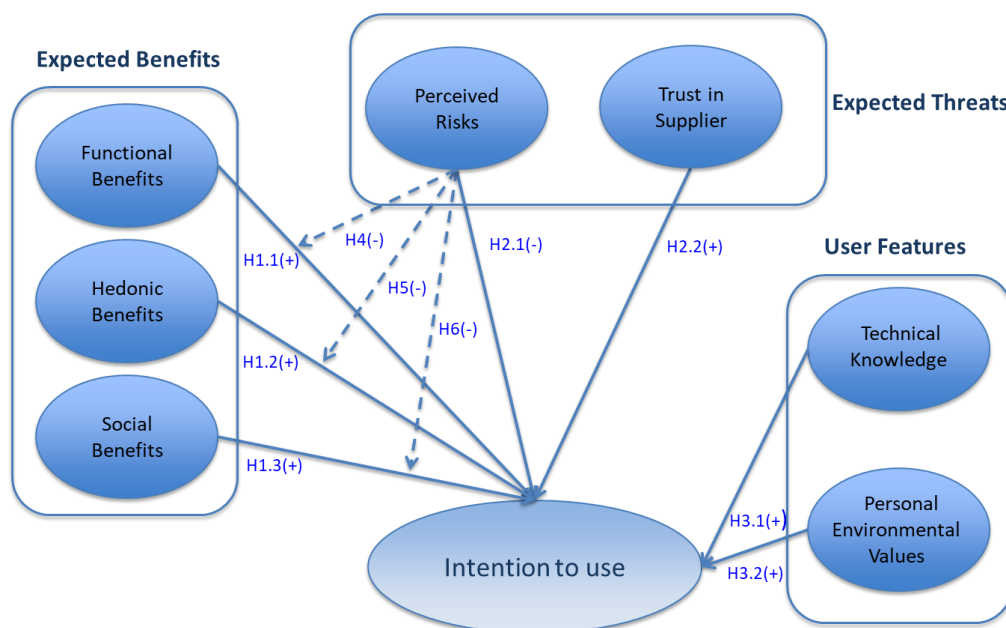 Expected Benefits
Functional
Benefits
Hedonic
Benefits
Social
Benefits
Perceived
Risks
Trust in
Supplier
Expected Threats
H1.1(+)
H4(-)
H5(-)
H6(-)
H2.1(-)
H2.2(+)
H1.2(+)
H1.3(+)
User Features
Technical
Knowledge
Personal
Environmental
Values
H3.1(+)
H3.2(+)
Intention to use